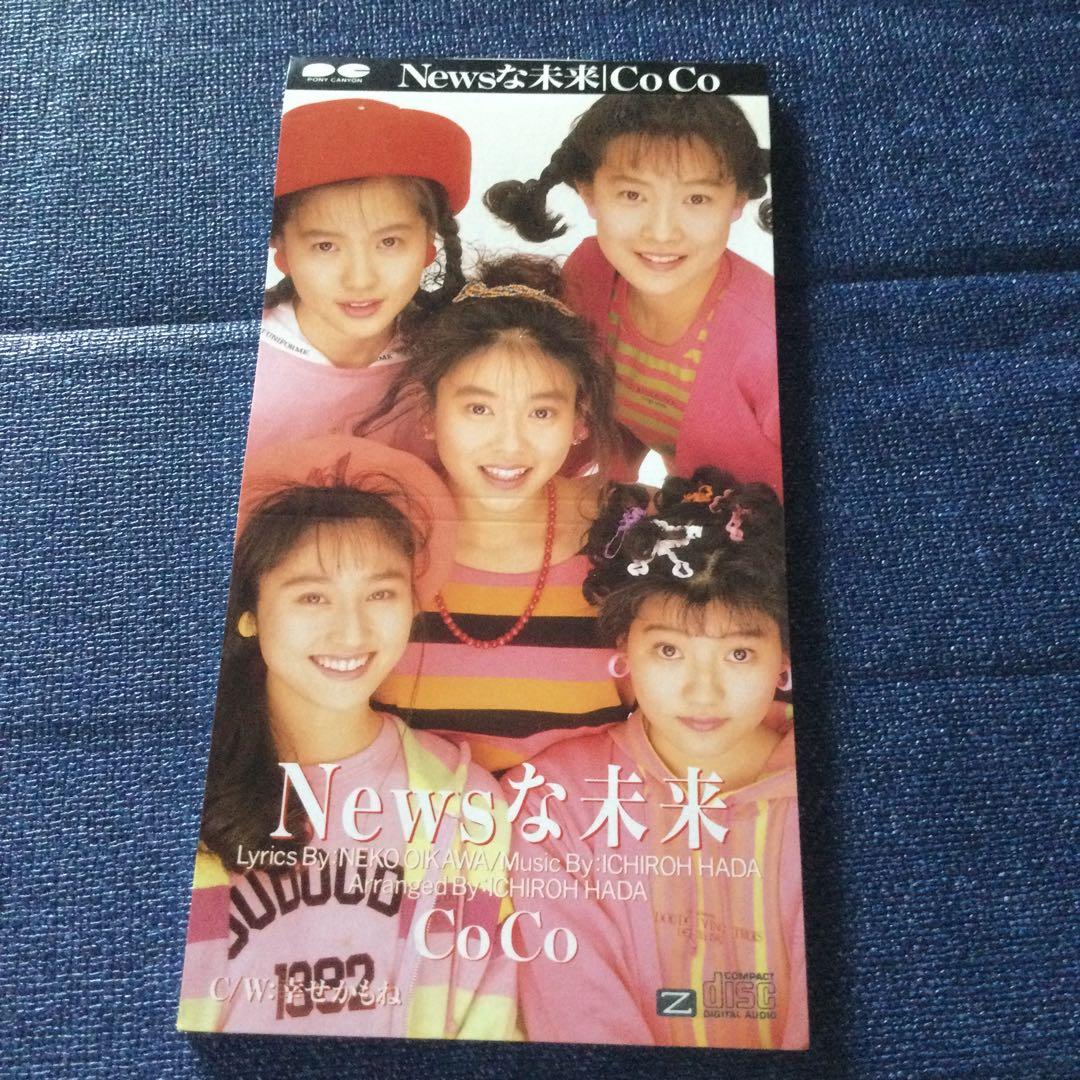 PONY CANYON
Newsな未来|CoCo
UNIFORME
Newsな未来
Lyrics By:NEKO OIKAWA/Music By:ICHIROH HADA
Arranged By:ICHIROH HADA
CoCo
1992
C/W:幸せかもね
Z
COMPACT
disc
DIGITAL AUDIO